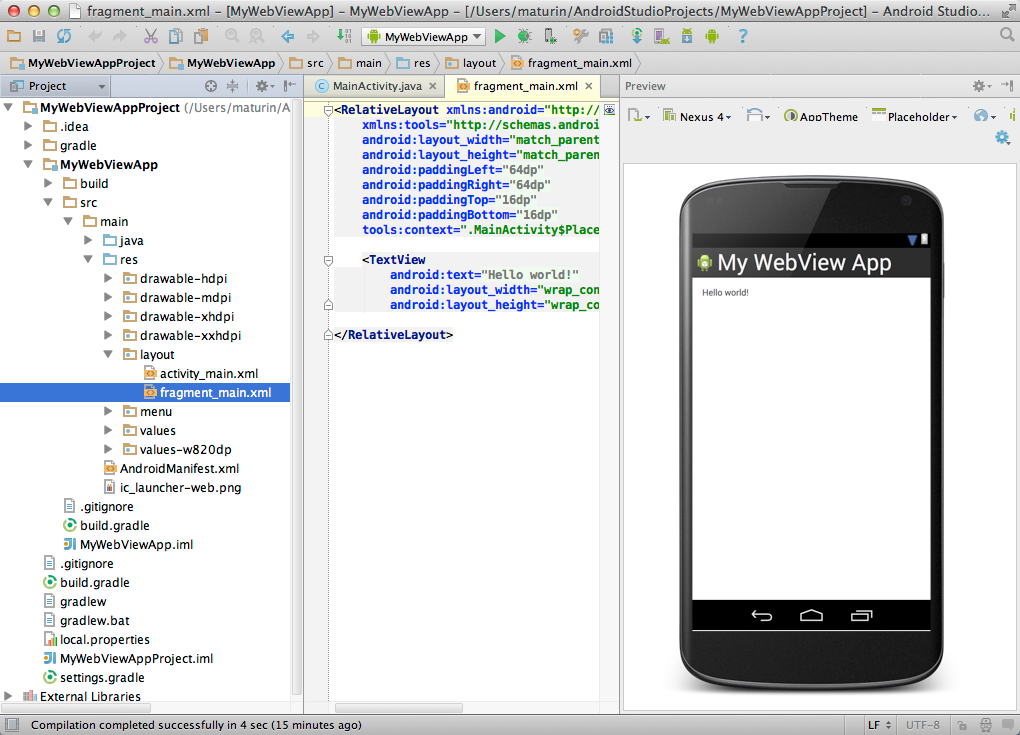 fragment_main.xml - [MyWebViewApp] - MyWebViewApp - [/Users/maturin/AndroidStudioProjects/MyWebViewAppProject] - Android Studio...
MyWebViewApp
?
MyWebViewAppProject
MyWebViewApp
src
main
res
layout
fragment_main.xml
Project
MyWebViewAppProject (/Users/maturin/A
.idea
gradle
MyWebViewApp
build
src
main
java
res
drawable-hdpi
drawable-mdpi
drawable-xhdpi
drawable-xxhdpi
layout
activity_main.xml
fragment_main.xml
menu
values
values-w820dp
AndroidManifest.xml
ic_launcher-web.png
.gitignore
build.gradle
MyWebViewApp.iml
.gitignore
build.gradle
gradlew
gradlew.bat
local.properties
MyWebViewAppProject.iml
settings.gradle
External Libraries
MainActivity.java
fragment_main.xml
<RelativeLayout xmlns:android="http://
xmlns:tools="http://schemas.androi
android:layout_width="match_parent
android:layout_height="match_paren
android:paddingLeft="64dp"
android:paddingRight="64dp"
android:paddingTop="16dp"
android:paddingBottom="16dp"
tools:context=".MainActivity$Place
<TextView
android:text="Hello world!"
android:layout_width="wrap_con
android:layout_height="wrap_co
</RelativeLayout>
Preview
Nexus 4
AppTheme
Placeholder
My WebView App
Hello world!
Compilation completed successfully in 4 sec (15 minutes ago)
LF
UTF-8